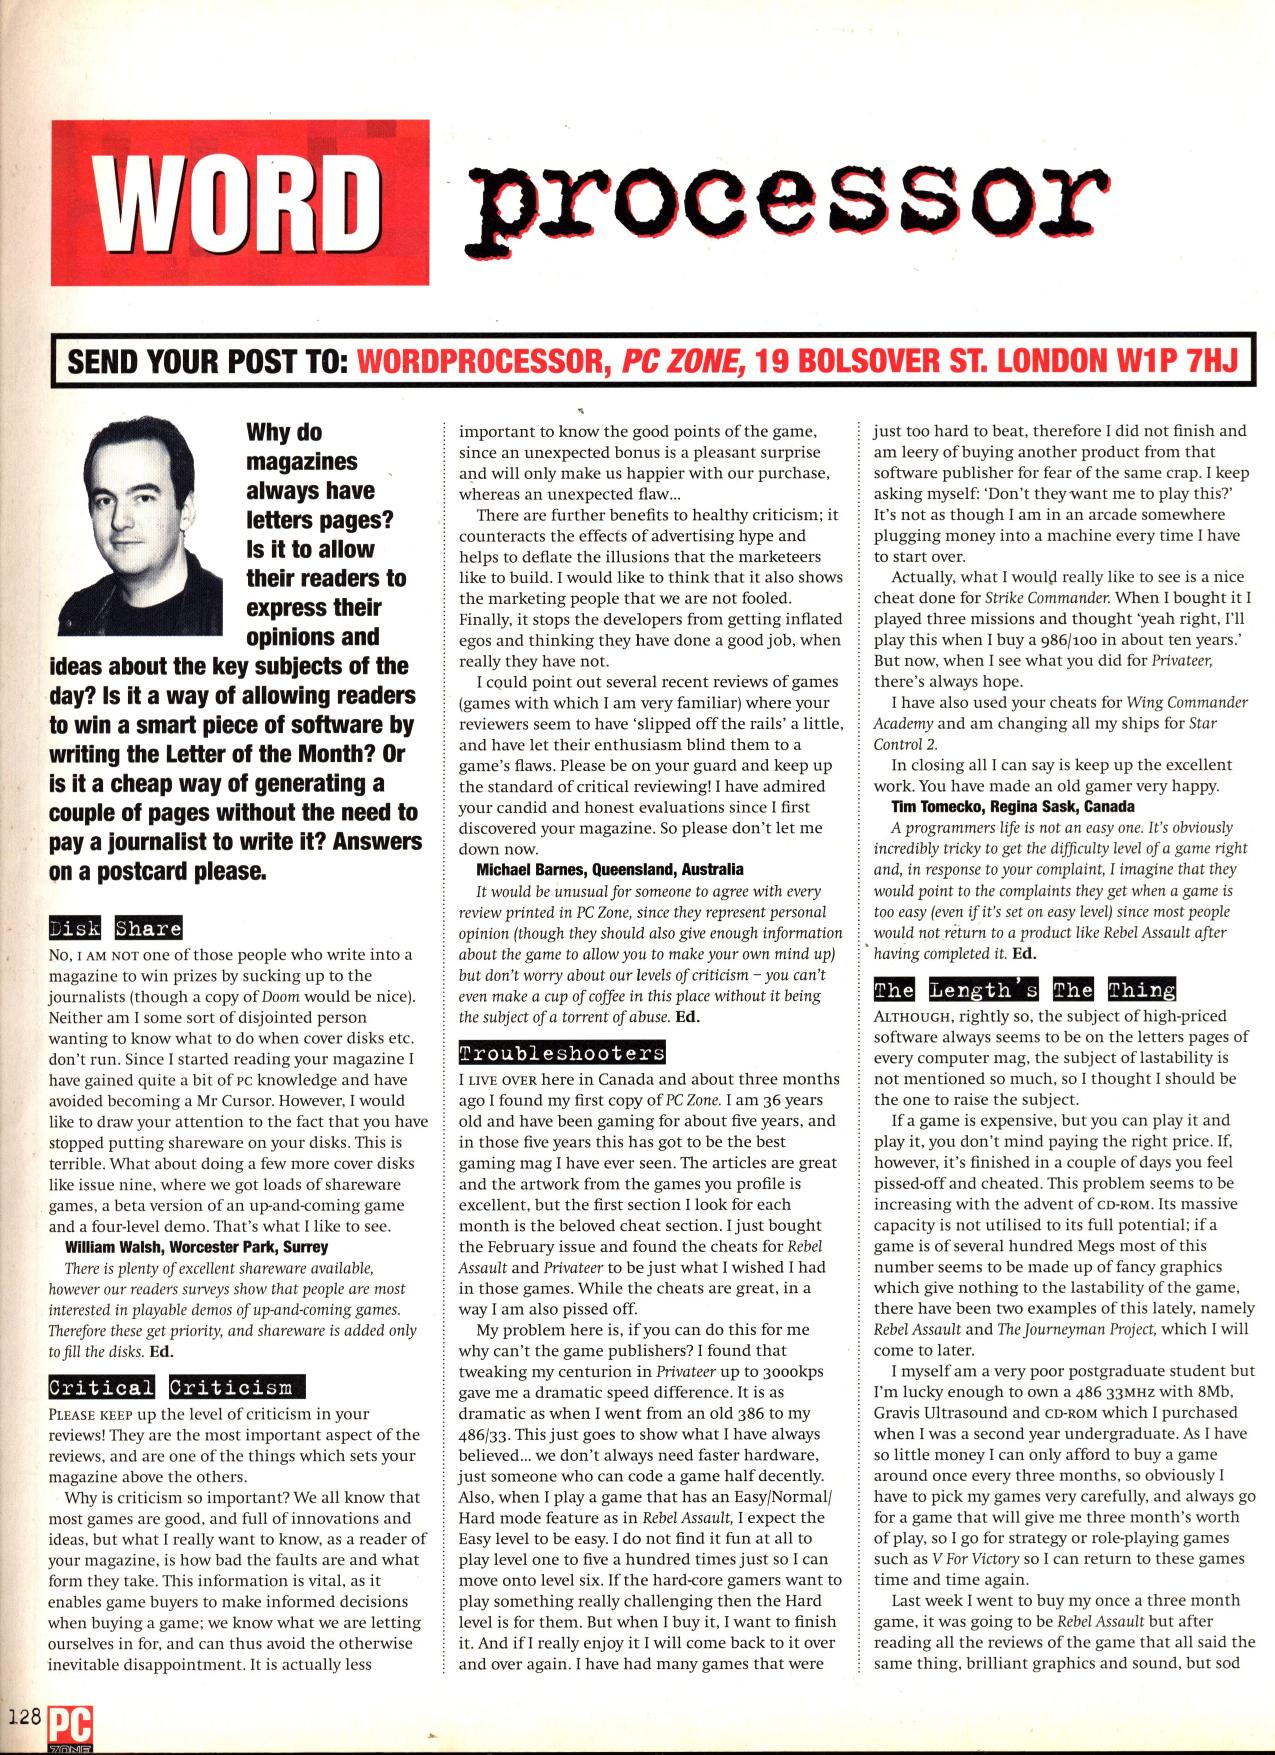 WORD processor
SEND YOUR POST TO: WORDPROCESSOR, PC ZONE, 19 BOLSOVER ST. LONDON W1P 7HJ
Why do
magazines
always have
letters pages?
Is it to allow
their readers to
express their
opinions and
ideas about the key subjects of the
day? Is it a way of allowing readers
to win a smart piece of software by
writing the Letter of the Month? Or
is it a cheap way of generating a
couple of pages without the need to
pay a journalist to write it? Answers
on a postcard please.
Disk Share
NO, I AM NOT one of those people who write into a
magazine to win prizes by sucking up to the
journalists (though a copy of Doom would be nice).
Neither am I some sort of disjointed person
wanting to know what to do when cover disks etc.
don't run. Since I started reading your magazine I
have gained quite a bit of PC knowledge and have
avoided becoming a Mr Cursor. However, I would
like to draw your attention to the fact that you have
stopped putting shareware on your disks. This is
terrible. What about doing a few more cover disks
like issue nine, where we got loads of shareware
games, a beta version of an up-and-coming game
and a four-level demo. That's what I like to see.
William Walsh, Worcester Park, Surrey
There is plenty of excellent shareware available,
however our readers surveys show that people are most
interested in playable demos of up-and-coming games.
Therefore these get priority, and shareware is added only
to fill the disks. Ed.
Critical Criticism
PLEASE KEEP up the level of criticism in your
reviews! They are the most important aspect of the
reviews, and are one of the things which sets your
magazine above the others.
Why is criticism so important? We all know that
most games are good, and full of innovations and
ideas, but what I really want to know, as a reader of
your magazine, is how bad the faults are and what
form they take. This information is vital, as it
enables game buyers to make informed decisions
when buying a game; we know what we are letting
ourselves in for, and can thus avoid the otherwise
inevitable disappointment. It is actually less
important to know the good points of the game,
since an unexpected bonus is a pleasant surprise
and will only make us happier with our purchase,
whereas an unexpected flaw...
There are further benefits to healthy criticism; it
counteracts the effects of advertising hype and
helps to deflate the illusions that the marketeers
like to build. I would like to think that it also shows
the marketing people that we are not fooled.
Finally, it stops the developers from getting inflated
egos and thinking they have done a good job, when
really they have not.
I could point out several recent reviews of games
(games with which I am very familiar) where your
reviewers seem to have 'slipped off the rails' a little,
and have let their enthusiasm blind them to a
game's flaws. Please be on your guard and keep up
the standard of critical reviewing! I have admired
your candid and honest evaluations since I first
discovered your magazine. So please don't let me
down now.
Michael Barnes, Queensland, Australia
It would be unusual for someone to agree with every
review printed in PC Zone, since they represent personal
opinion (though they should also give enough information
about the game to allow you to make your own mind up)
but don't worry about our levels of criticism – you can't
even make a cup of coffee in this place without it being
the subject of a torrent of abuse. Ed.
Troubleshooters
I LIVE OVER here in Canada and about three months
ago I found my first copy of PC Zone. I am 36 years
old and have been gaming for about five years, and
in those five years this has got to be the best
gaming mag I have ever seen. The articles are great
and the artwork from the games you profile is
excellent, but the first section I look for each
month is the beloved cheat section. I just bought
the February issue and found the cheats for Rebel
Assault and Privateer to be just what I wished I had
in those games. While the cheats are great, in a
way I am also pissed off.
My problem here is, if you can do this for me
why can't the game publishers? I found that
tweaking my centurion in Privateer up to 3000kps
gave me a dramatic speed difference. It is as
dramatic as when I went from an old 386 to my
486/33. This just goes to show what I have always
believed... we don't always need faster hardware,
just someone who can code a game half decently.
Also, when I play a game that has an Easy/Normal/
Hard mode feature as in Rebel Assault, I expect the
Easy level to be easy. I do not find it fun at all to
play level one to five a hundred times just so I can
move onto level six. If the hard-core gamers want to
play something really challenging then the Hard
level is for them. But when I buy it, I want to finish
it. And if I really enjoy it I will come back to it over
and over again. I have had many games that were
just too hard to beat, therefore I did not finish and
am leery of buying another product from that
software publisher for fear of the same crap. I keep
asking myself: 'Don't they want me to play this?'
It's not as though I am in an arcade somewhere
plugging money into a machine every time I have
to start over.
Actually, what I would really like to see is a nice
cheat done for Strike Commander. When I bought it I
played three missions and thought 'yeah right, I'll
play this when I buy a 986/100 in about ten years.'
But now, when I see what you did for Privateer,
there's always hope.
I have also used your cheats for Wing Commander
Academy and am changing all my ships for Star
Control 2.
In closing all I can say is keep up the excellent
work. You have made an old gamer very happy.
Tim Tomecko, Regina Sask, Canada
A programmers life is not an easy one. It's obviously
incredibly tricky to get the difficulty level of a game right
and, in response to your complaint, I imagine that they
would point to the complaints they get when a game is
too easy (even if it's set on easy level) since most people
would not return to a product like Rebel Assault after
having completed it. Ed.
The Length's The Thing
ALTHOUGH, rightly so, the subject of high-priced
software always seems to be on the letters pages of
every computer mag, the subject of lastability is
not mentioned so much, so I thought I should be
the one to raise the subject.
If a game is expensive, but you can play it and
play it, you don't mind paying the right price. If,
however, it's finished in a couple of days you feel
pissed-off and cheated. This problem seems to be
increasing with the advent of CD-ROM. Its massive
capacity is not utilised to its full potential; if a
game is of several hundred Megs most of this
number seems to be made up of fancy graphics
which give nothing to the lastability of the game,
there have been two examples of this lately, namely
Rebel Assault and The Journeyman Project, which I will
come to later.
I myself am a very poor postgraduate student but
I'm lucky enough to own a 486 33MHZ with 8Mb,
Gravis Ultrasound and CD-ROM which I purchased
when I was a second year undergraduate. As I have
so little money I can only afford to buy a game
around once every three months, so obviously I
have to pick my games very carefully, and always go
for a game that will give me three month's worth
of play, so I go for strategy or role-playing games
such as V For Victory so I can return to these games
time and time again.
Last week I went to buy my once a three month
game, it was going to be Rebel Assault but after
reading all the reviews of the game that all said the
same thing, brilliant graphics and sound, but sod
128 PC
ZONE